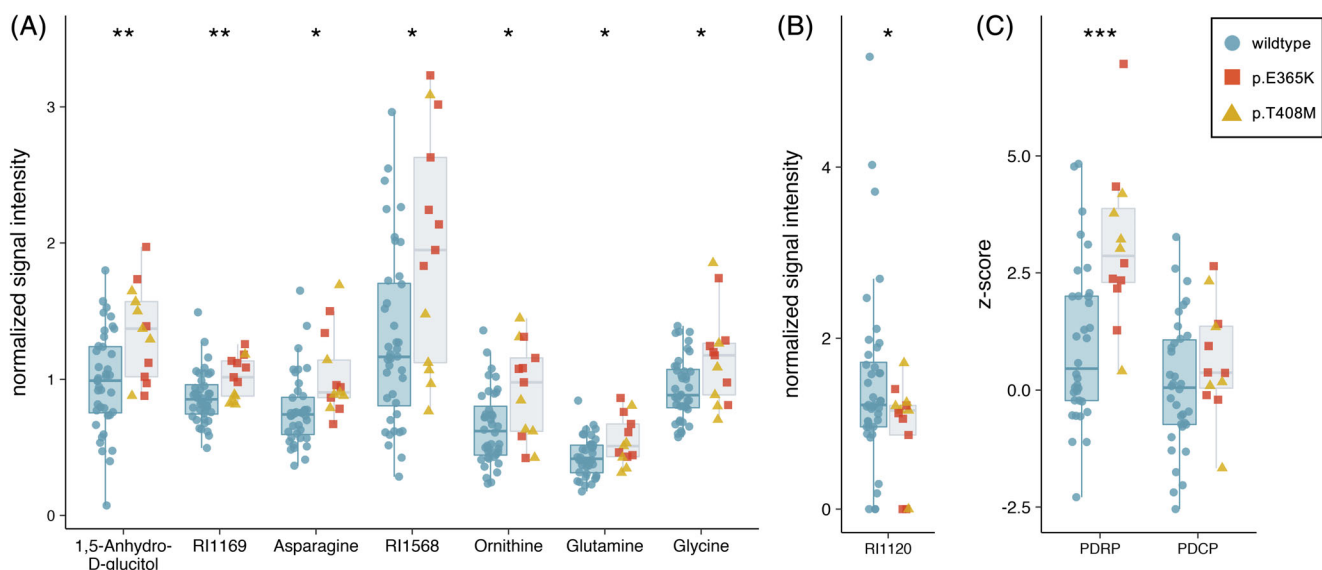 (A)
** ** * * * * *
normalized signal intensity
3
2
1
0
1,5-Anhydro-
D-glucitol
RI1169
Asparagine
RI1568
Ornithine
Glutamine
Glycine
(B)
*
normalized signal intensity
4
2
0
RI1120
(C)
***
z-score
5.0
2.5
0.0
-2.5
PDRP
PDCP
wildtype
p.E365K
p.T408M